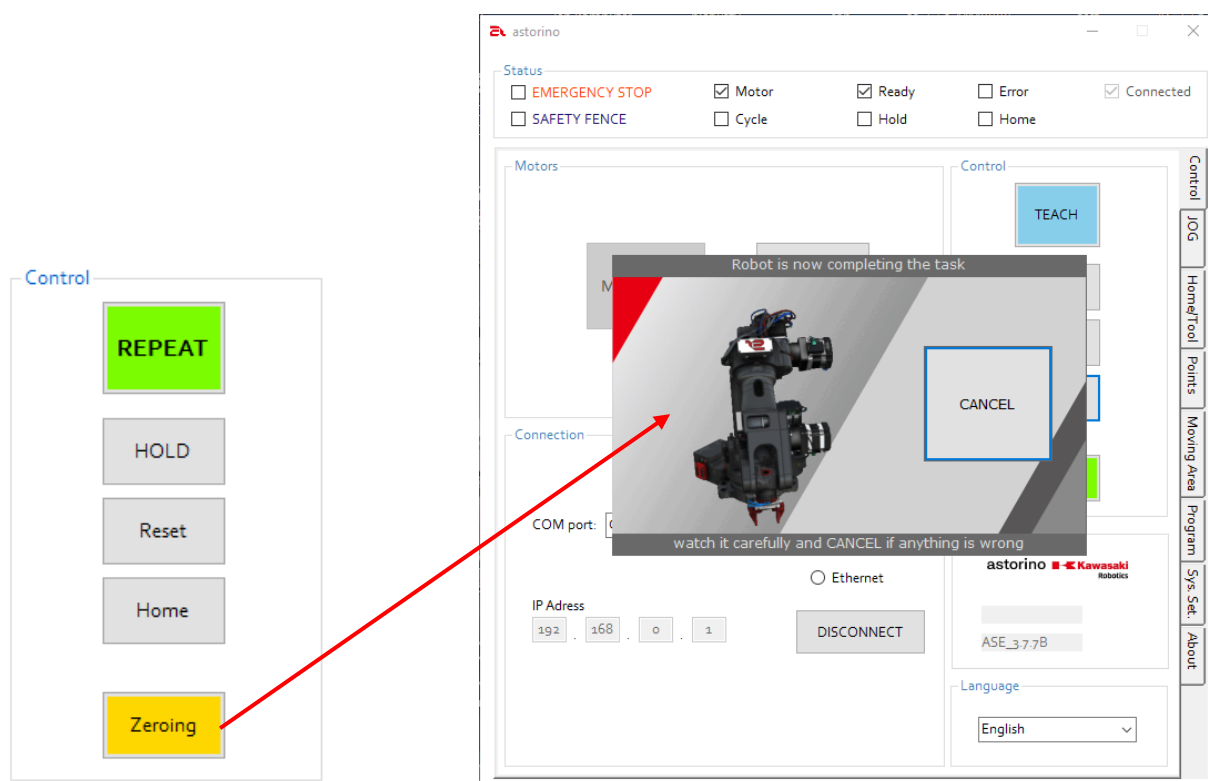 Control
REPEAT
HOLD
Reset
Home
Zeroing
astorino
Status
EMERGENCY STOP
Motor
Ready
Error
Connected
SAFETY FENCE
Cycle
Hold
Home
Motors
Control
TEACH
M
Robot is now completing the task
CANCEL
watch it carefully and CANCEL if anything is wrong
Connection
COM port:
Ethernet
IP Adress
192 . 168 . 0 . 1
DISCONNECT
astorino Kawasaki
Robotics
ASE_3.7.7B
Language
English
Control
JOG
Home/Tool
Points
Moving Area
Program
Sys. Set.
About